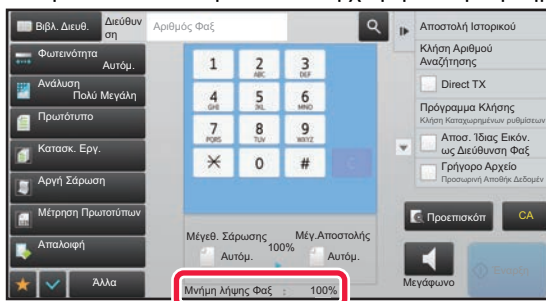 Βιβλ. Διευθ.
Διεύθυν
ση
Αριθμός Φαξ
Φωτεινότητα
Αυτόμ.
Ανάλυση
Πολύ Μεγάλη
Πρωτότυπο
Κατασκ. Εργ.
Αργή Σάρωση
Μέτρηση Πρωτοτύπων
Απαλοιφή
Άλλα
1 2 3
ABC DEF
4 5 6
GHI JKL MNO
7 8 9
PQRS TUV WXYZ
0 #
C
Μέγεθ. Σάρωσης
100%
Μέγ.Αποστολής
Αυτόμ.
Αυτόμ.
Μνήμη λήψης Φαξ : 100%
Αποστολή Ιστορικού
Κλήση Αριθμού
Αναζήτησης
Direct TX
Πρόγραμμα Κλήσης
Κλήση Καταχωρημένων ρυθμίσεων
Αποσ. Ίδιας Εικόν.
ως Διεύθυνση Φαξ
Γρήγορο Αρχείο
Προσωρινή Αποθήκ Δεδομέν
Προεπισκόπ
CA
Μεγάφωνο